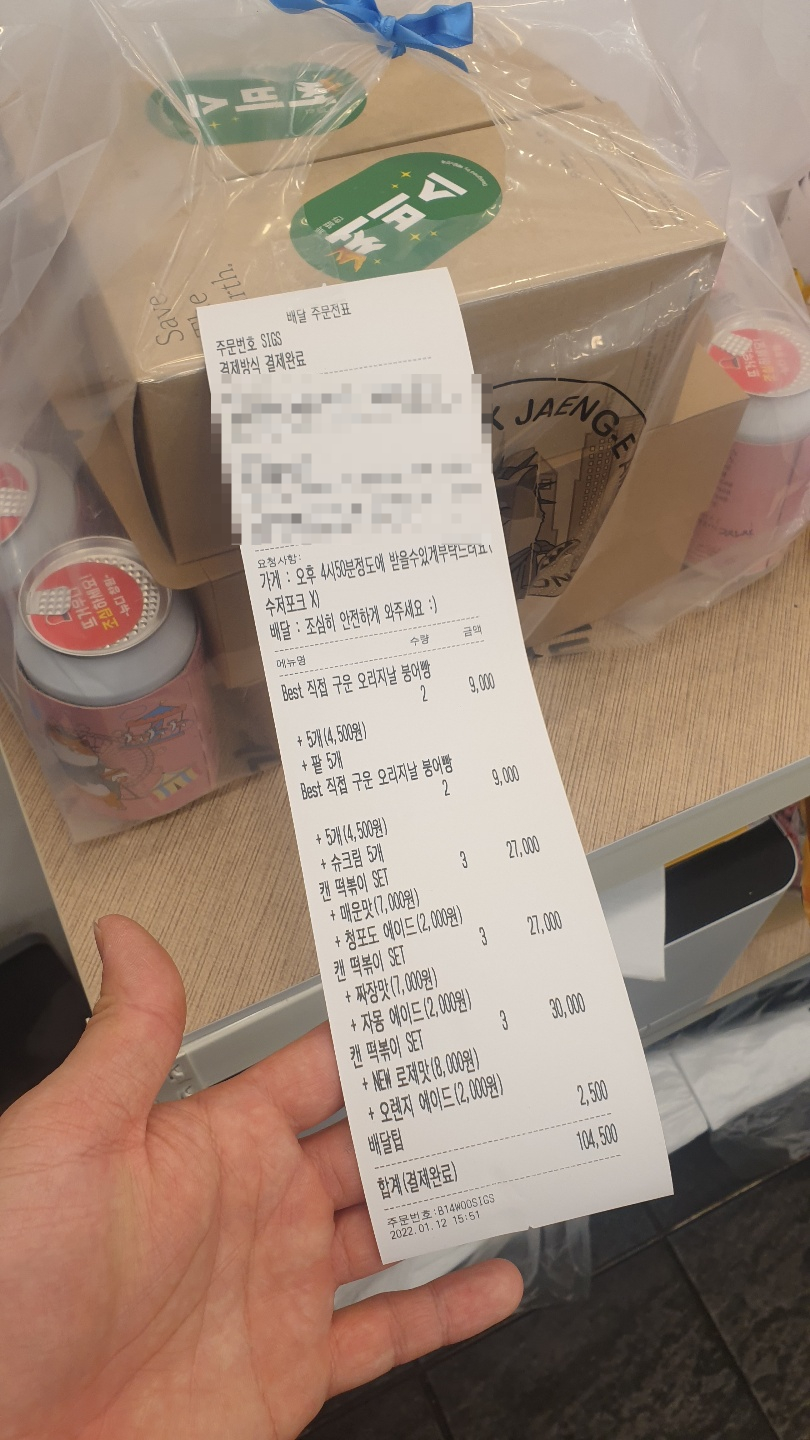 써비스
써비스
Save
배달 주문전표
주문번호 SIGS
결제방식 결제완료
JAENG-E
요청사항:
가게 : 오후 4시50분정도에 받을수있게부탁드려요(
수저포크 X)
배달 : 조심히 안전하게 와주세요 :)
메뉴명 수량 금액
Best 직접 구운 오리지날 붕어빵
2 9,000
+ 5개(4,500원)
+ 팥 5개
Best 직접 구운 오리지날 붕어빵
2 9,000
+ 5개(4,500원)
+ 슈크림 5개
캔 떡볶이 SET 3 27,000
+ 매운맛(7,000원)
+ 청포도 에이드(2,000원)
캔 떡볶이 SET 3 27,000
+ 짜장맛(7,000원)
+ 자몽 에이드(2,000원)
캔 떡볶이 SET 3 30,000
+ NEW 로제맛(8,000원)
+ 오렌지 에이드(2,000원)
배달팁 2,500
합계(결제완료) 104,500
주문번호:B14W00SIGS
2022.01.12 15:51